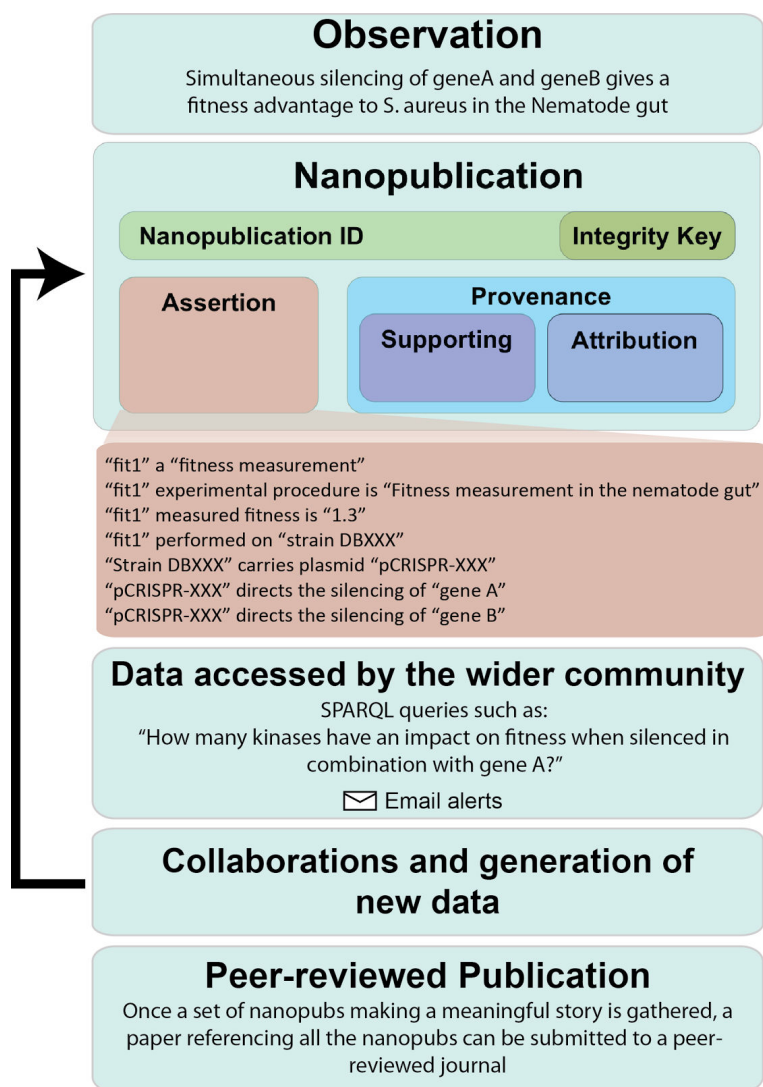 Observation
Simultaneous silencing of geneA and geneB gives a
fitness advantage to S. aureus in the Nematode gut
Nanopublication
Nanopublication ID
Integrity Key
Assertion
Provenance
Supporting
Attribution
“fit1” a “fitness measurement”
“fit1” experimental procedure is “Fitness measurement in the nematode gut”
“fit1” measured fitness is “1.3”
“fit1” performed on “strain DBXXX”
“Strain DBXXX” carries plasmid “pCRISPR-XXX”
“pCRISPR-XXX” directs the silencing of “gene A”
“pCRISPR-XXX” directs the silencing of “gene B”
Data accessed by the wider community
SPARQL queries such as:
“How many kinases have an impact on fitness when silenced in
combination with gene A?”
Email alerts
Collaborations and generation of
new data
Peer-reviewed Publication
Once a set of nanopubs making a meaningful story is gathered, a
paper referencing all the nanopubs can be submitted to a peer-
reviewed journal